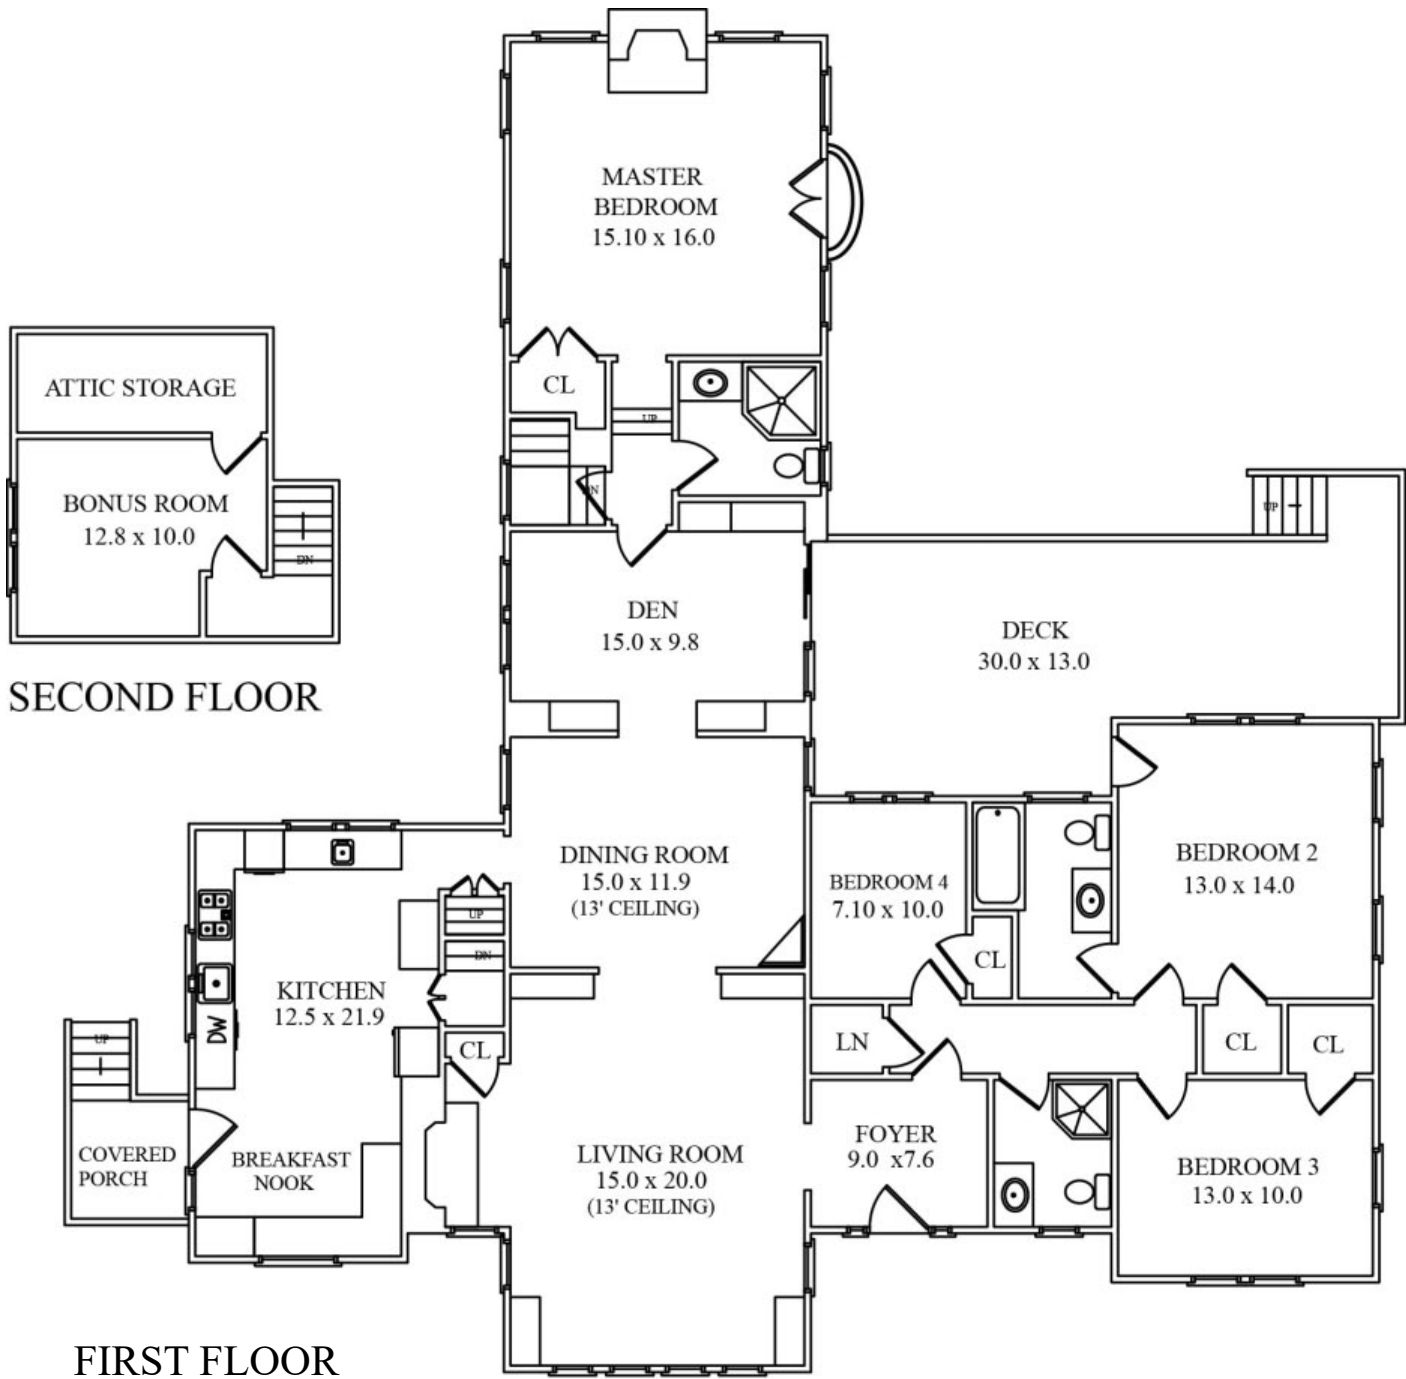 MASTER
BEDROOM
15.10 x 16.0
CL
UP
DN
ATTIC STORAGE
BONUS ROOM
12.8 x 10.0
DN
SECOND FLOOR
UP
DEN
15.0 x 9.8
DECK
30.0 x 13.0
DINING ROOM
15.0 x 11.9
(13' CEILING)
BEDROOM 4
7.10 x 10.0
CL
BEDROOM 2
13.0 x 14.0
UP
DN
KITCHEN
12.5 x 21.9
DW
CL
LN
CL
CL
UP
COVERED
PORCH
BREAKFAST
NOOK
LIVING ROOM
15.0 x 20.0
(13' CEILING)
FOYER
9.0 x7.6
BEDROOM 3
13.0 x 10.0
FIRST FLOOR